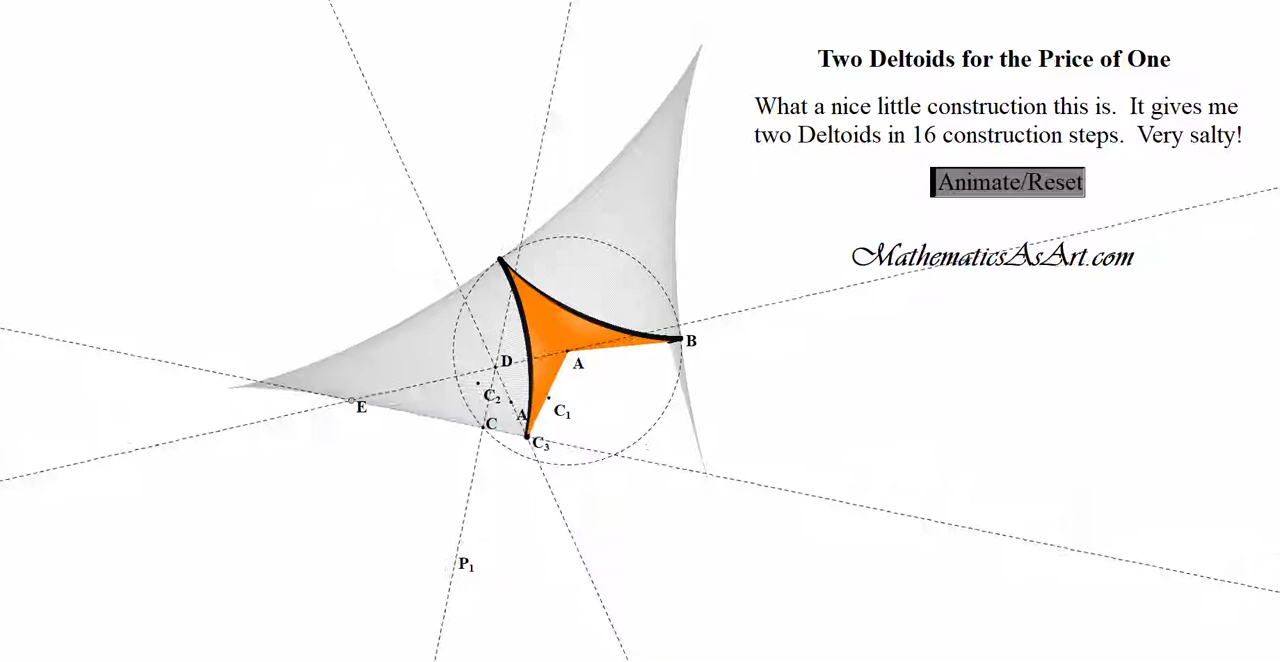 Two Deltoids for the Price of One
What a nice little construction this is. It gives me
two Deltoids in 16 construction steps. Very salty!
Animate/Reset
MathematicsAsArt.com
B
D
A
E
C₂
A
C₁
C
C₃
P₁